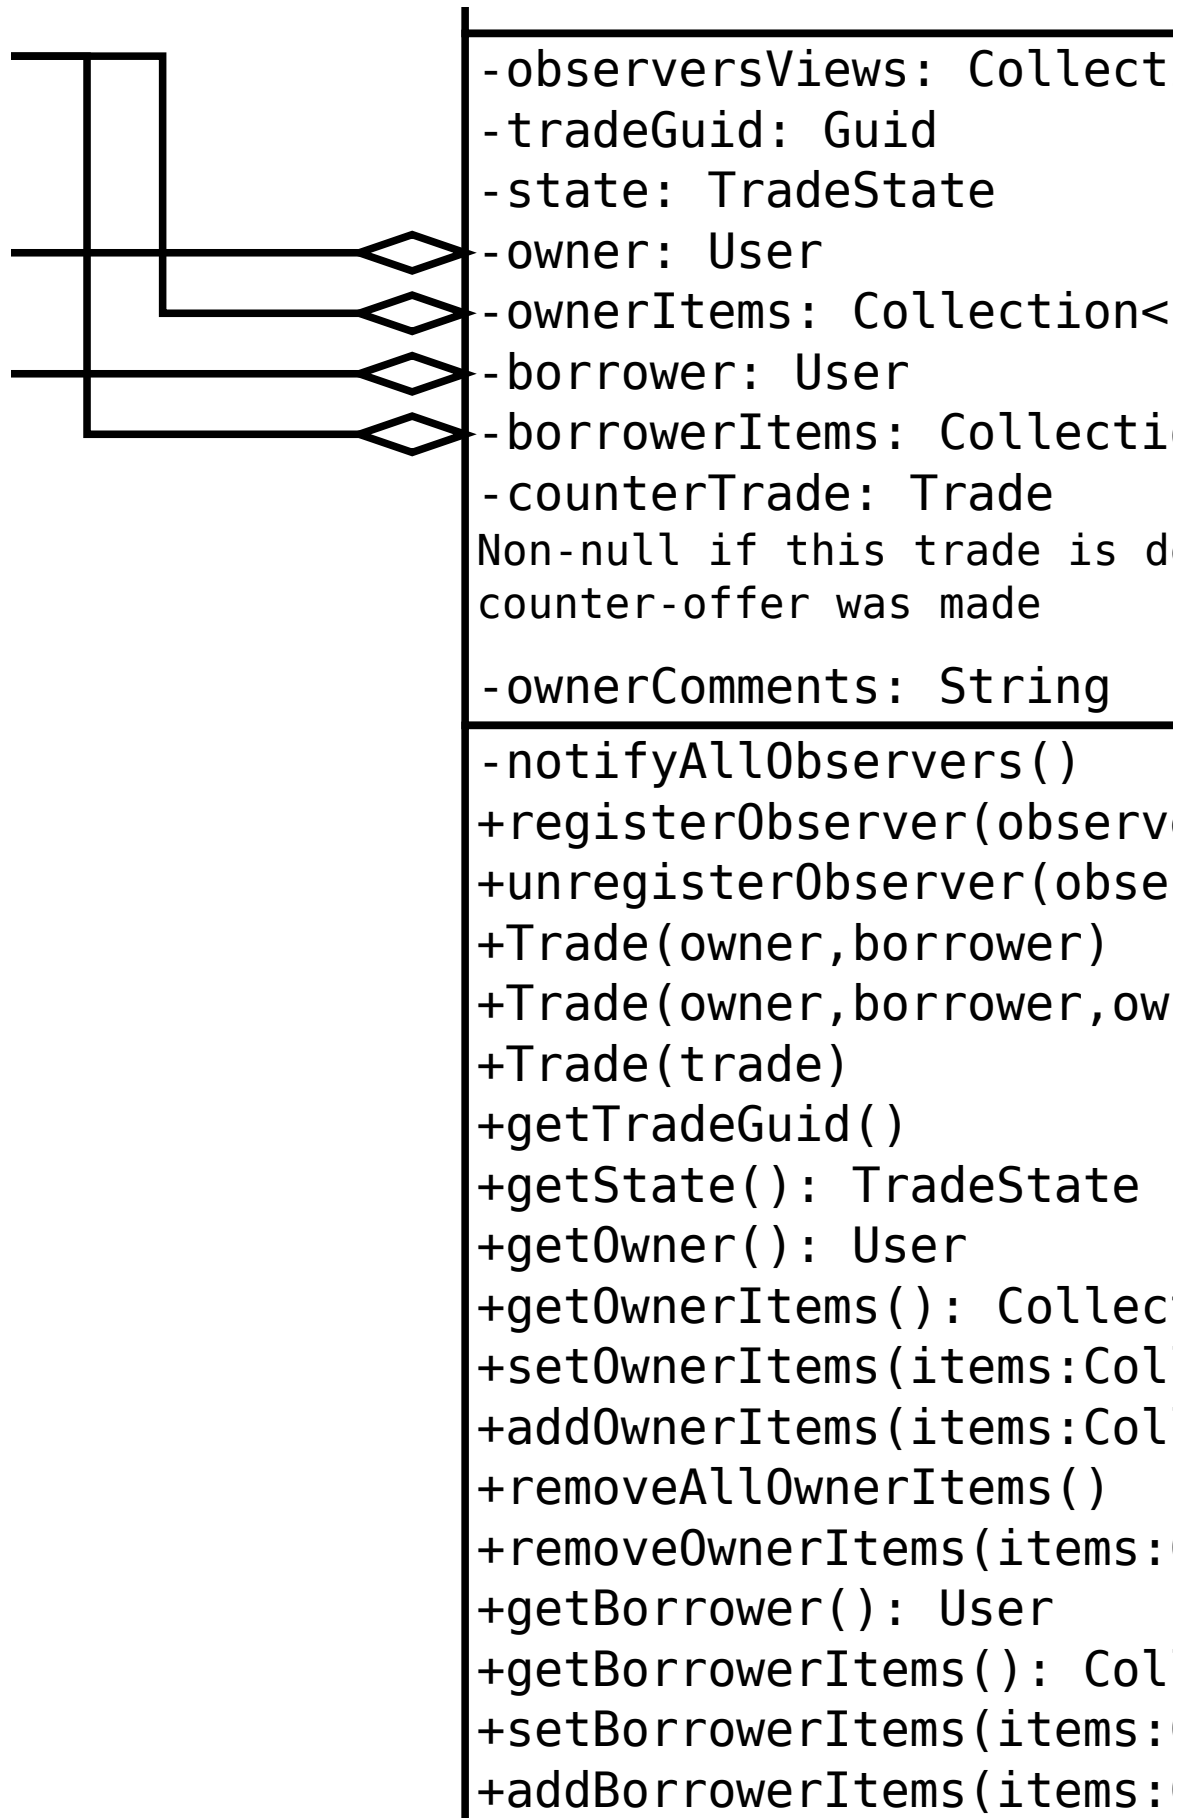 -observersViews: Collect
-tradeGuid: Guid
-state: TradeState
-owner: User
-ownerItems: Collection<
-borrower: User
-borrowerItems: Collecti
-counterTrade: Trade
Non-null if this trade is d
counter-offer was made
-ownerComments: String
-notifyAllObservers()
+registerObserver(observ
+unregisterObserver(obse
+Trade(owner,borrower)
+Trade(owner,borrower,ow
+Trade(trade)
+getTradeGuid()
+getState(): TradeState
+getOwner(): User
+getOwnerItems(): Collec
+setOwnerItems(items:Col
+addOwnerItems(items:Col
+removeAllOwnerItems()
+removeOwnerItems(items:
+getBorrower(): User
+getBorrowerItems(): Col
+setBorrowerItems(items:
+addBorrowerItems(items: